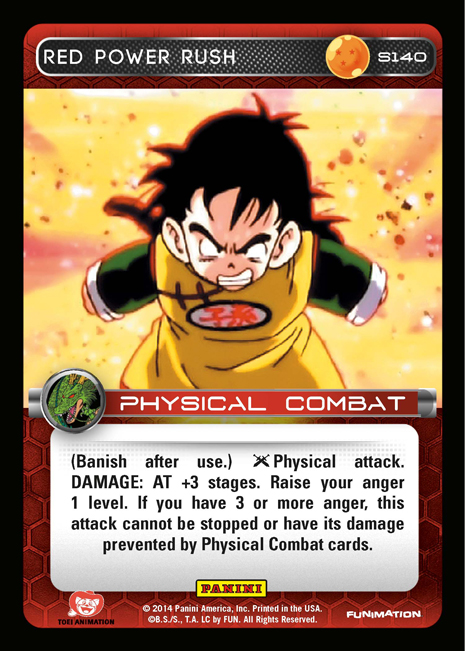 RED POWER RUSH
S140
子孫
PHYSICAL COMBAT
(Banish after use.) Physical attack.
DAMAGE: AT +3 stages. Raise your anger
1 level. If you have 3 or more anger, this
attack cannot be stopped or have its damage
prevented by Physical Combat cards.
PANINI
TOEI ANIMATION
© 2014 Panini America, Inc. Printed in the USA.
©B.S./S., T.A. LC by FUN. All Rights Reserved.
FUNIMATION